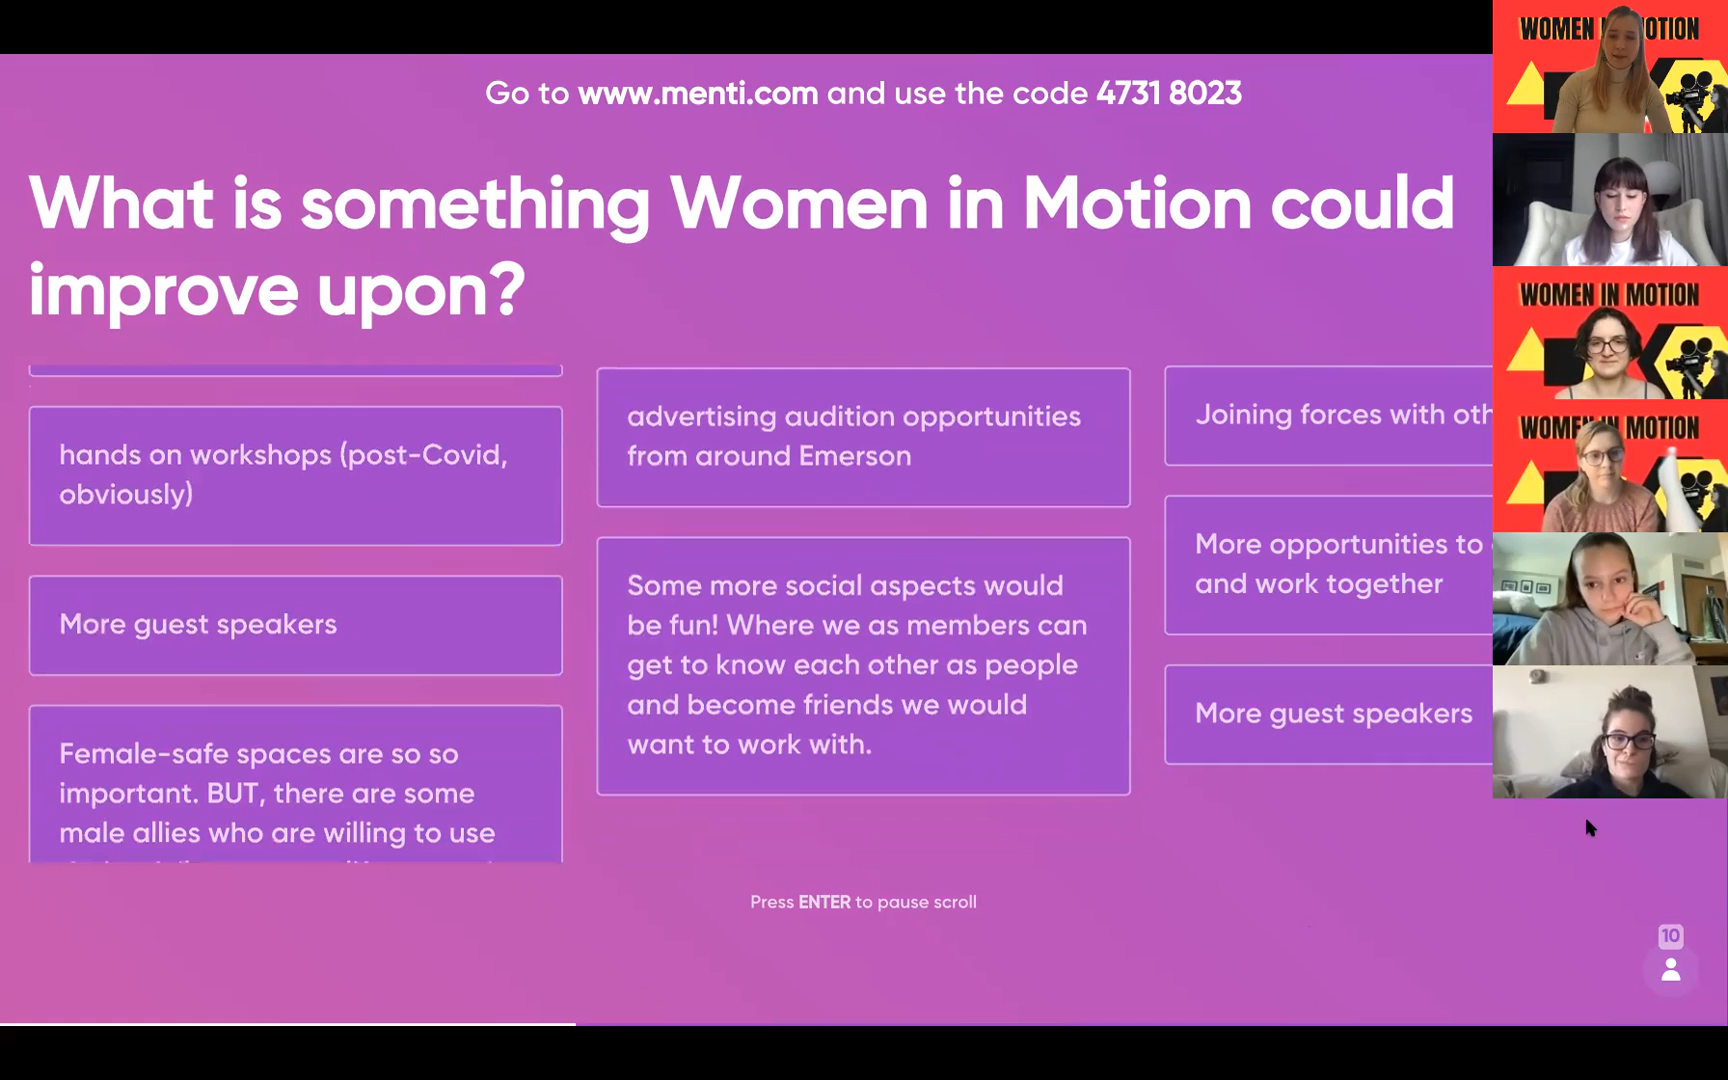 Go to www.menti.com and use the code 4731 8023
What is something Women in Motion could
improve upon?
hands on workshops (post-Covid,
obviously)
More guest speakers
Female-safe spaces are so so
important. BUT, there are some
male allies who are willing to use
advertising audition opportunities
from around Emerson
Some more social aspects would
be fun! Where we as members can
get to know each other as people
and become friends we would
want to work with.
Joining forces with
More opportunities to
and work together
More guest speakers
Press ENTER to pause scroll
10
WOMEN MOTION
WOMEN IN MOTION
WOMEN MOTION